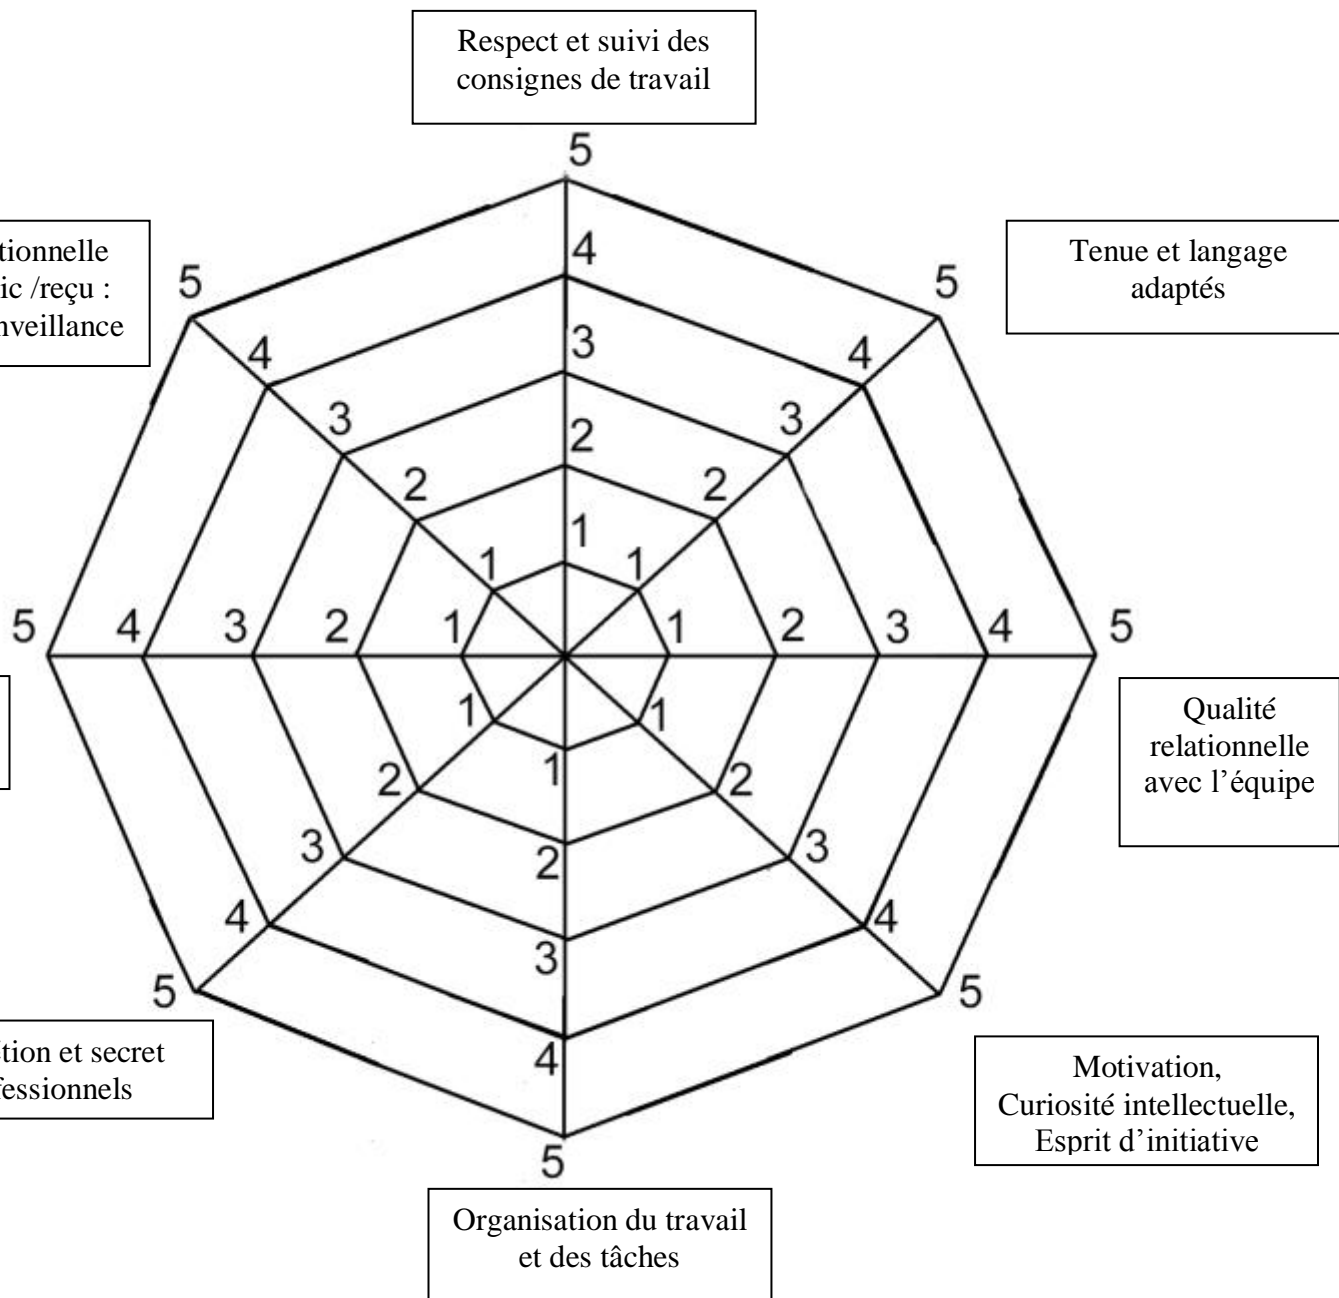 Respect et suivi des
consignes de travail
5
tionnelle
ic /reçu :
nveillance
5
5
Tenue et langage
adaptés
4
4
4
3
3
3
2
2
2
1
1
1
5
4
3
2
1
1
2
3
4
5
1
1
1
2
2
2
3
3
3
4
4
4
5
5
5
Qualité
relationnelle
avec l’équipe
tion et secret
fessionnels
Motivation,
Curiosité intellectuelle,
Esprit d’initiative
Organisation du travail
et des tâches